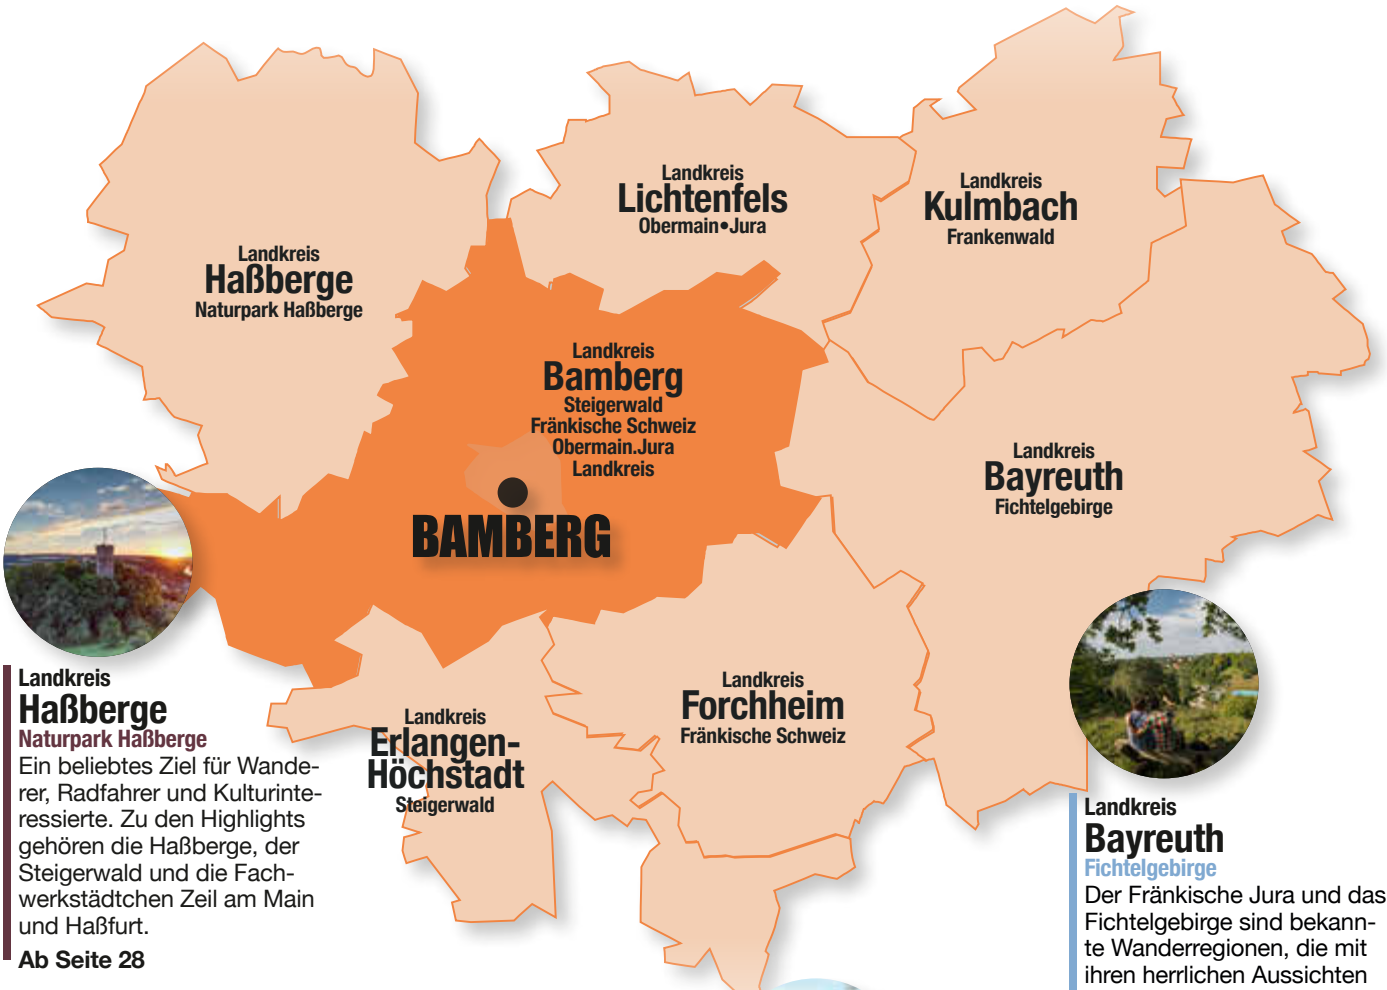 Landkreis
Lichtenfels
Obermain•Jura
Landkreis
Kulmbach
Frankenwald
Landkreis
Haßberge
Naturpark Haßberge
Landkreis
Bamberg
Steigerwald
Fränkische Schweiz
Obermain.Jura
Landkreis
BAMBERG
Landkreis
Bayreuth
Fichtelgebirge
Landkreis
Forchheim
Fränkische Schweiz
Landkreis
Erlangen-
Höchstadt
Steigerwald
Landkreis
Haßberge
Naturpark Haßberge
Ein beliebtes Ziel für Wande-
rer, Radfahrer und Kulturinte-
ressierte. Zu den Highlights
gehören die Haßberge, der
Steigerwald und die Fach-
werkstädtchen Zeil am Main
und Haßfurt.
Ab Seite 28
Landkreis
Bayreuth
Fichtelgebirge
Der Fränkische Jura und das
Fichtelgebirge sind bekann-
te Wanderregionen, die mit
ihren herrlichen Aussichten